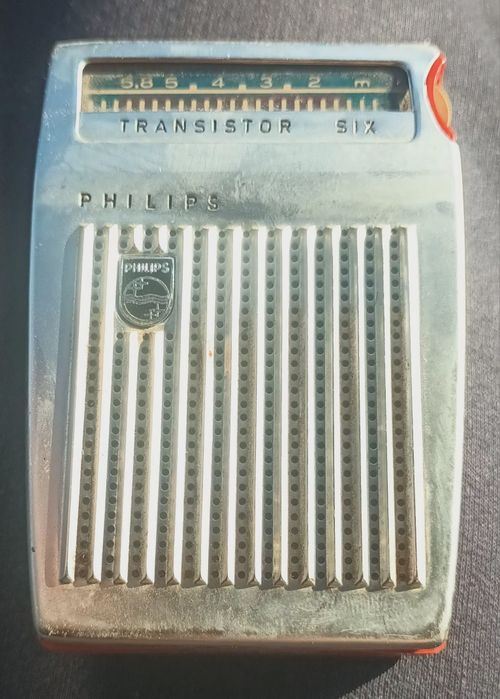 5.8 5 . 4 . 3 . 2 m
TRANSISTOR SIX
PHILIPS
PHILIPS